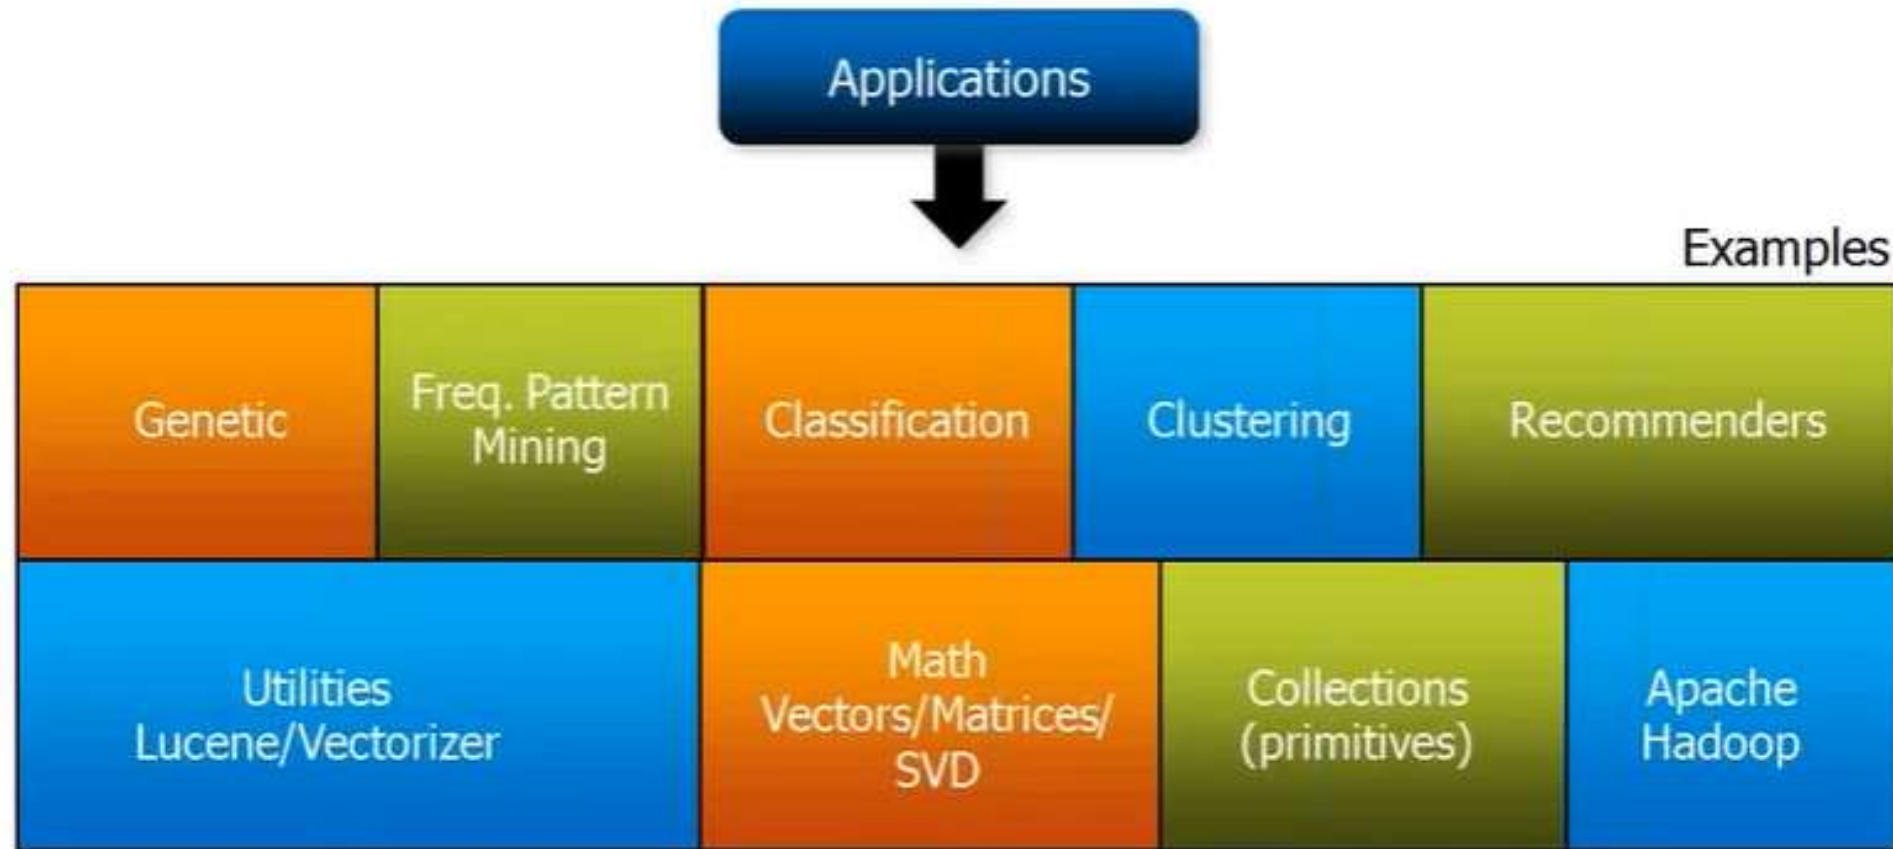 Applications
Examples
Genetic
Freq. Pattern
Mining
Classification
Clustering
Recommenders
Utilities
Lucene/Vectorizer
Math
Vectors/Matrices/
SVD
Collections
(primitives)
Apache
Hadoop